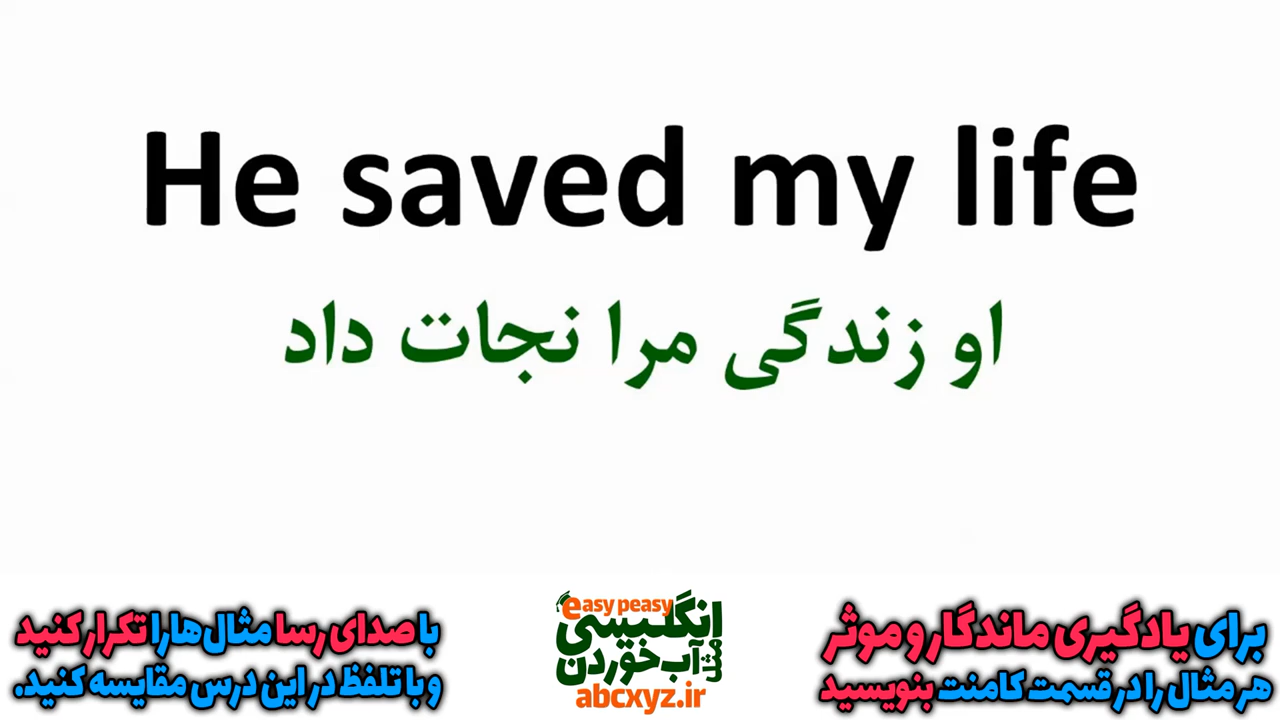 He saved my life
او زندگی مرا نجات داد
برای یادگیری ماندگار و موثر
هر مثال را در قسمت کامنت بنویسید
easy peasy
انگلیسی
مثل
آب خوردن
abcxyz.ir
با صدای رسا مثال‌ها را تکرار کنید
و با تلفظ در این درس مقایسه کنید.